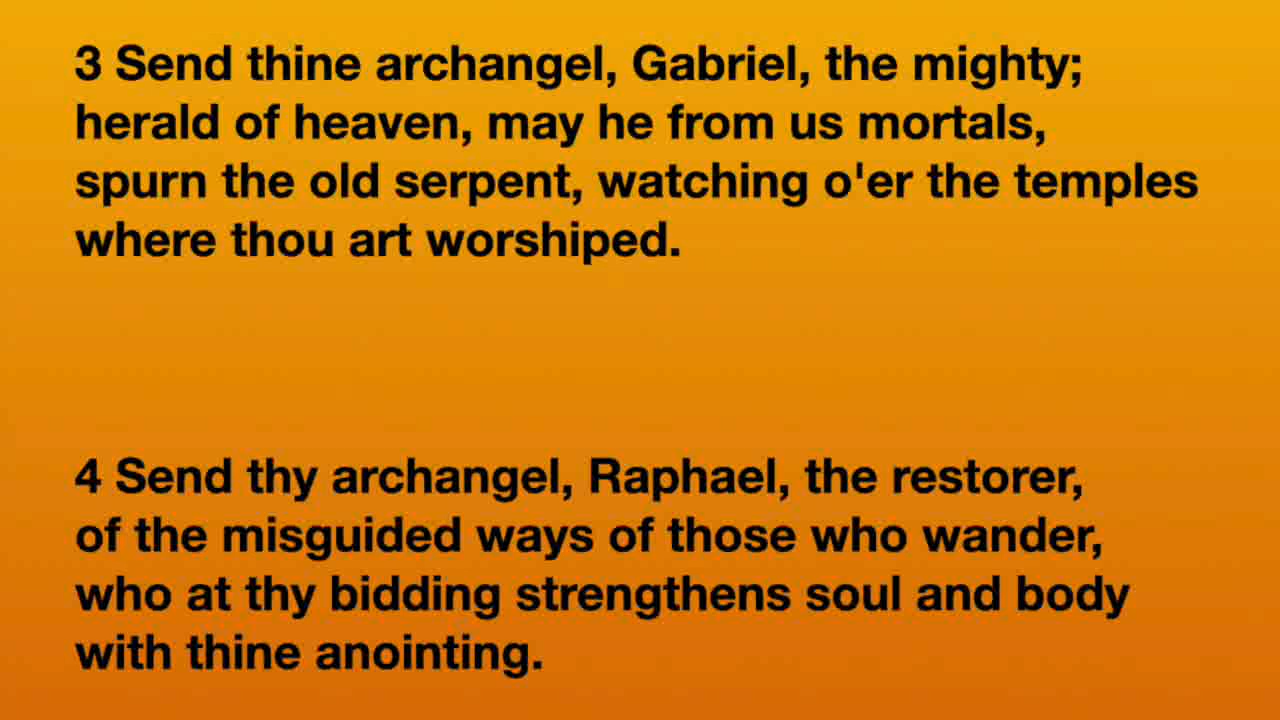 3 Send thine archangel, Gabriel, the mighty;
herald of heaven, may he from us mortals,
spurn the old serpent, watching o'er the temples
where thou art worshiped.
4 Send thy archangel, Raphael, the restorer,
of the misguided ways of those who wander,
who at thy bidding strengthens soul and body
with thine anointing.